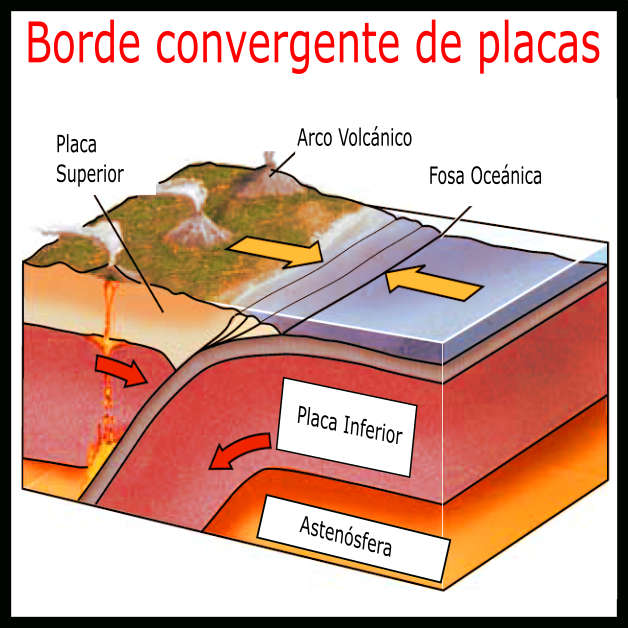 Borde convergente de placas
Arco Volcánico
Placa
Superior
Fosa Oceánica
Placa Inferior
Astenósfera